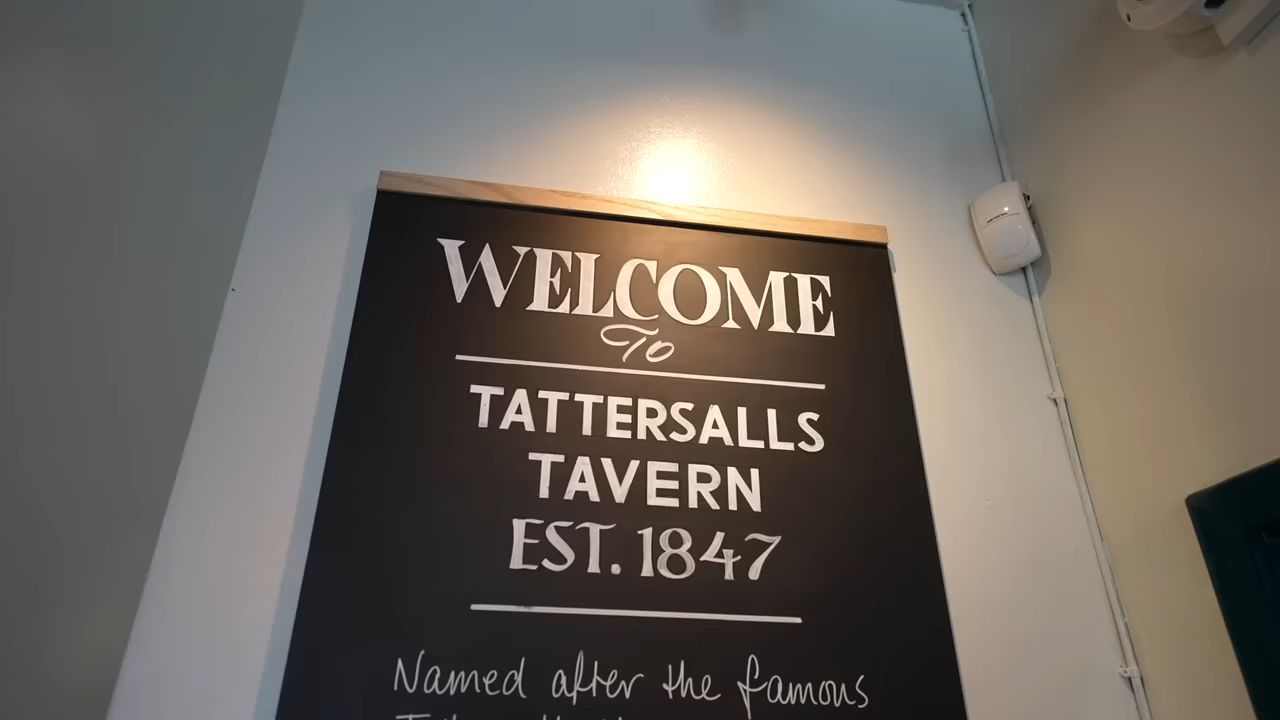 WELCOME
To
TATTERSALLS
TAVERN
EST. 1847
Named after the famous